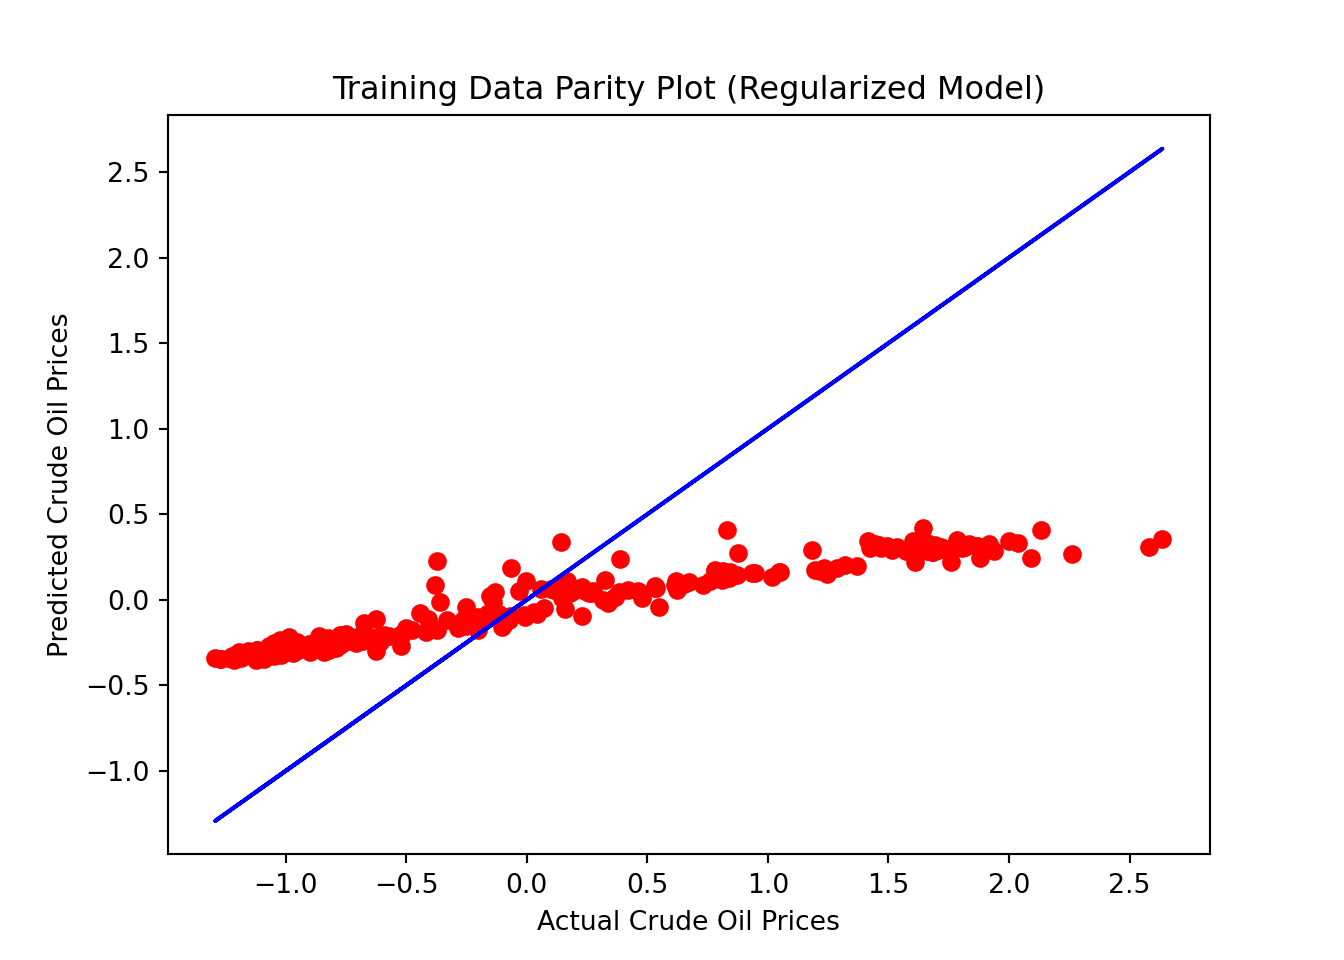 Training Data Parity Plot (Regularized Model)
2.5
2.0
1.5
1.0
0.5
0.0
−0.5
−1.0
Predicted Crude Oil Prices
−1.0 −0.5 0.0 0.5 1.0 1.5 2.0 2.5
Actual Crude Oil Prices